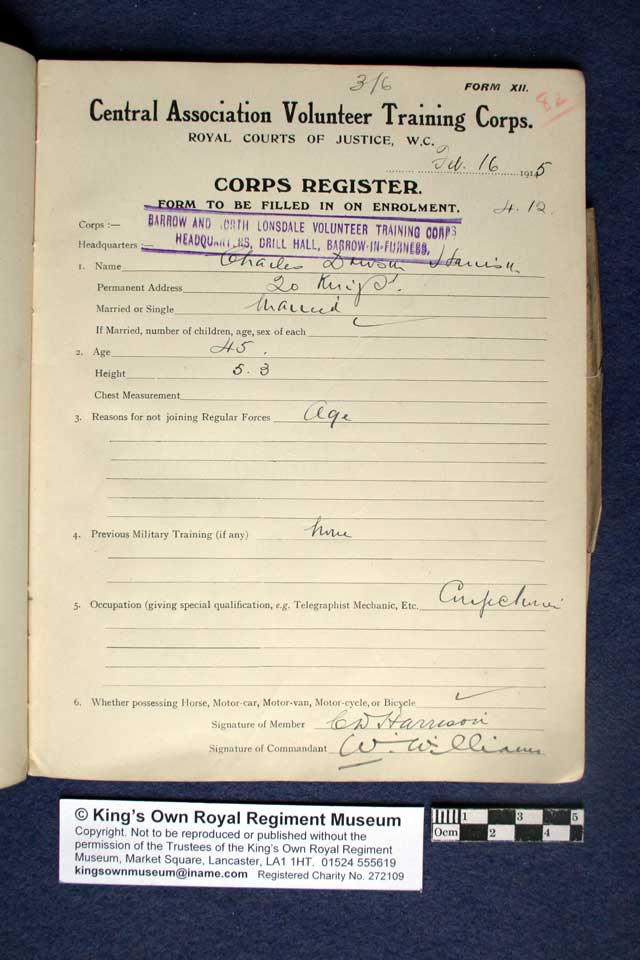 3/6
FORM XII.
82
Central Association Volunteer Training Corps.
ROYAL COURTS OF JUSTICE, W.C.
Feb. 16 1915
CORPS REGISTER.
FORM TO BE FILLED IN ON ENROLMENT.
4.12.
Corps :—
BARROW AND NORTH LONSDALE VOLUNTEER TRAINING CORPS
Headquarters :—
HEADQUARTERS, DRILL HALL, BARROW-IN-FURNESS,
1. Name Charles Dawson Harrison
Permanent Address 20 King St.
Married or Single Married
If Married, number of children, age, sex of each
2. Age 45.
Height 5.3
Chest Measurement
3. Reasons for not joining Regular Forces Age
4. Previous Military Training (if any) None
5. Occupation (giving special qualification, e.g. Telegraphist Mechanic, Etc.
6. Whether possessing Horse, Motor-car, Motor-van, Motor-cycle, or Bicycle
Signature of Member C D Harrison
Signature of Commandant W. Williams
© King's Own Royal Regiment Museum
Copyright. Not to be reproduced or published without the
permission of the Trustees of the King's Own Royal Regiment
Museum, Market Square, Lancaster, LA1 1HT. 01524 555619
kingsownmuseum@iname.com Registered Charity No. 272109
1 3 5
0cm 2 4